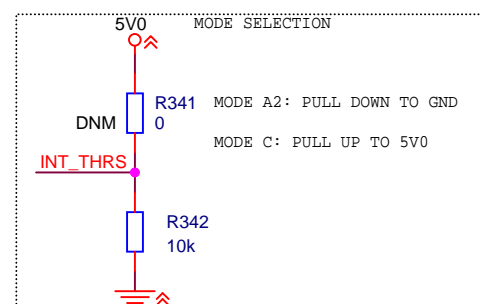 5V0 MODE SELECTION
R341 MODE A2: PULL DOWN TO GND
DNM 0
MODE C: PULL UP TO 5V0
INT_THRS
R342
10k